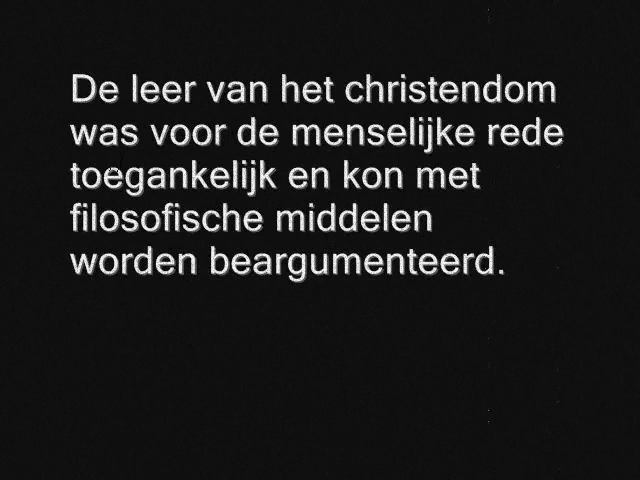 De leer van het christendom
was voor de menselijke rede
toegankelijk en kon met
filosofische middelen
worden beargumenteerd.